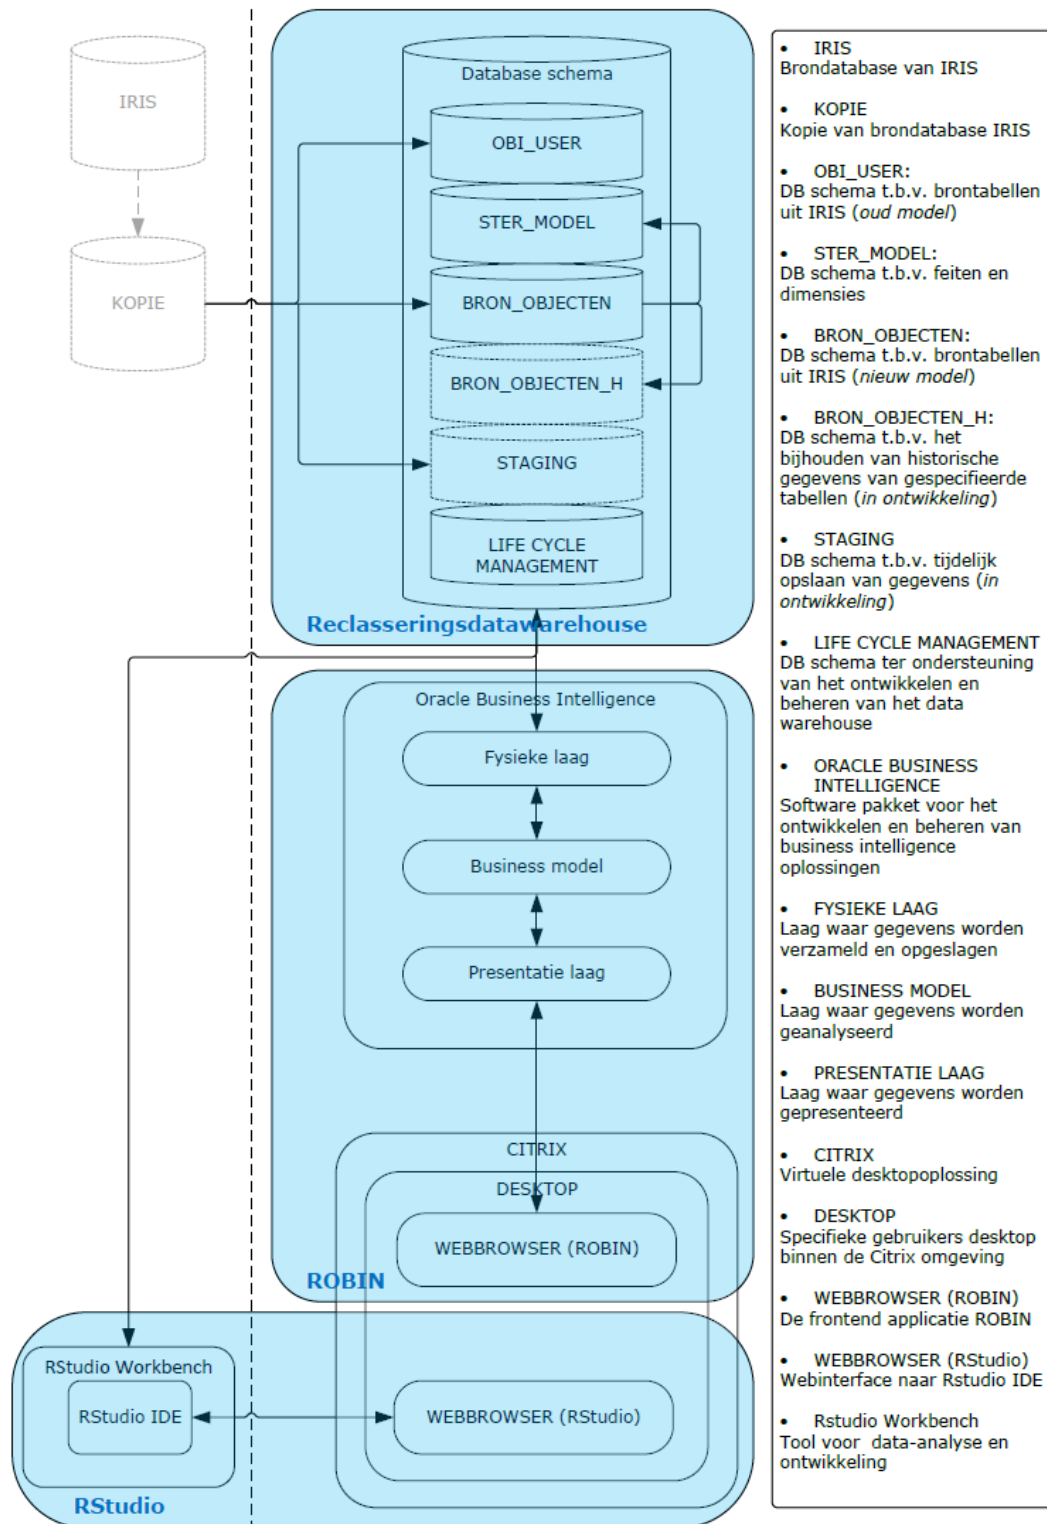 IRIS
KOPIE
Database schema
OBI_USER
STER_MODEL
BRON_OBJECTEN
BRON_OBJECTEN_H
STAGING
LIFE CYCLE
MANAGEMENT
Reclasseringsdatawarehouse
Oracle Business Intelligence
Fysieke laag
Business model
Presentatie laag
CITRIX
DESKTOP
WEBBROWSER (ROBIN)
ROBIN
RStudio Workbench
RStudio IDE
WEBBROWSER (RStudio)
RStudio
• IRIS
Brondatabase van IRIS
• KOPIE
Kopie van brondatabase IRIS
• OBI_USER:
DB schema t.b.v. brontabellen
uit IRIS (oud model)
• STER_MODEL:
DB schema t.b.v. feiten en
dimensies
• BRON_OBJECTEN:
DB schema t.b.v. brontabellen
uit IRIS (nieuw model)
• BRON_OBJECTEN_H:
DB schema t.b.v. het
bijhouden van historische
gegevens van gespecifieerde
tabellen (in ontwikkeling)
• STAGING
DB schema t.b.v. tijdelijk
opslaan van gegevens (in
ontwikkeling)
• LIFE CYCLE MANAGEMENT
DB schema ter ondersteuning
van het ontwikkelen en
beheren van het data
warehouse
• ORACLE BUSINESS
INTELLIGENCE
Software pakket voor het
ontwikkelen en beheren van
business intelligence
oplossingen
• FYSIEKE LAAG
Laag waar gegevens worden
verzameld en opgeslagen
• BUSINESS MODEL
Laag waar gegevens worden
geanalyseerd
• PRESENTATIE LAAG
Laag waar gegevens worden
gepresenteerd
• CITRIX
Virtuele desktopoplossing
• DESKTOP
Specifieke gebruikers desktop
binnen de Citrix omgeving
• WEBBROWSER (ROBIN)
De frontend applicatie ROBIN
• WEBBROWSER (RStudio)
Webinterface naar Rstudio IDE
• Rstudio Workbench
Tool voor data-analyse en
ontwikkeling